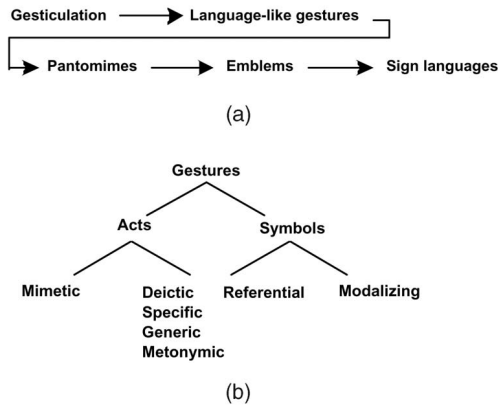 Gesticulation Language-like gestures
Pantomimes Emblems Sign languages
(a)
Gestures
Acts Symbols
Mimetic Deictic Referential Modalizing
Specific
Generic
Metonymic
(b)